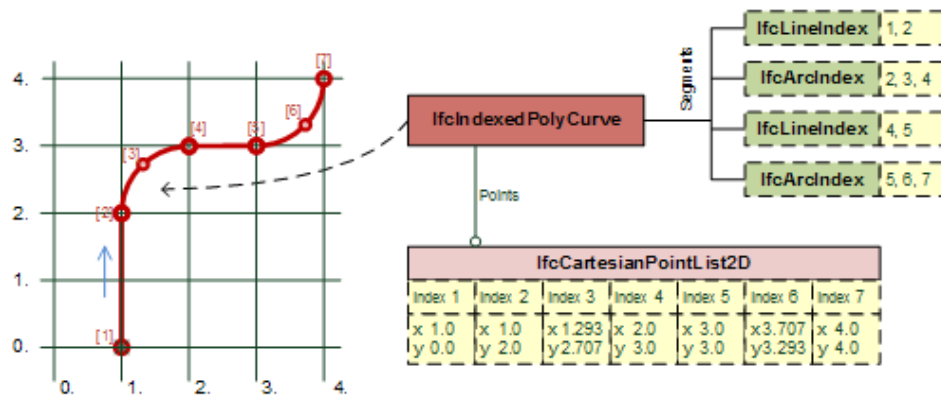 4.
3.
2.
1.
0.
0.
1.
2.
3.
4.
[1]
[2]
[3]
[4]
[5]
[6]
[7]
IfcIndexedPolyCurve
Segments
IfcLineIndex 1, 2
IfcArcIndex 2, 3, 4
IfcLineIndex 4, 5
IfcArcIndex 5, 6, 7
Points
IfcCartesianPointList2D
Index 1 Index 2 Index 3 Index 4 Index 5 Index 6 Index 7
x 1.0 x 1.0 x 1.293 x 2.0 x 3.0 x3.707 x 4.0
y 0.0 y 2.0 y2.707 y 3.0 y 3.0 y3.293 y 4.0